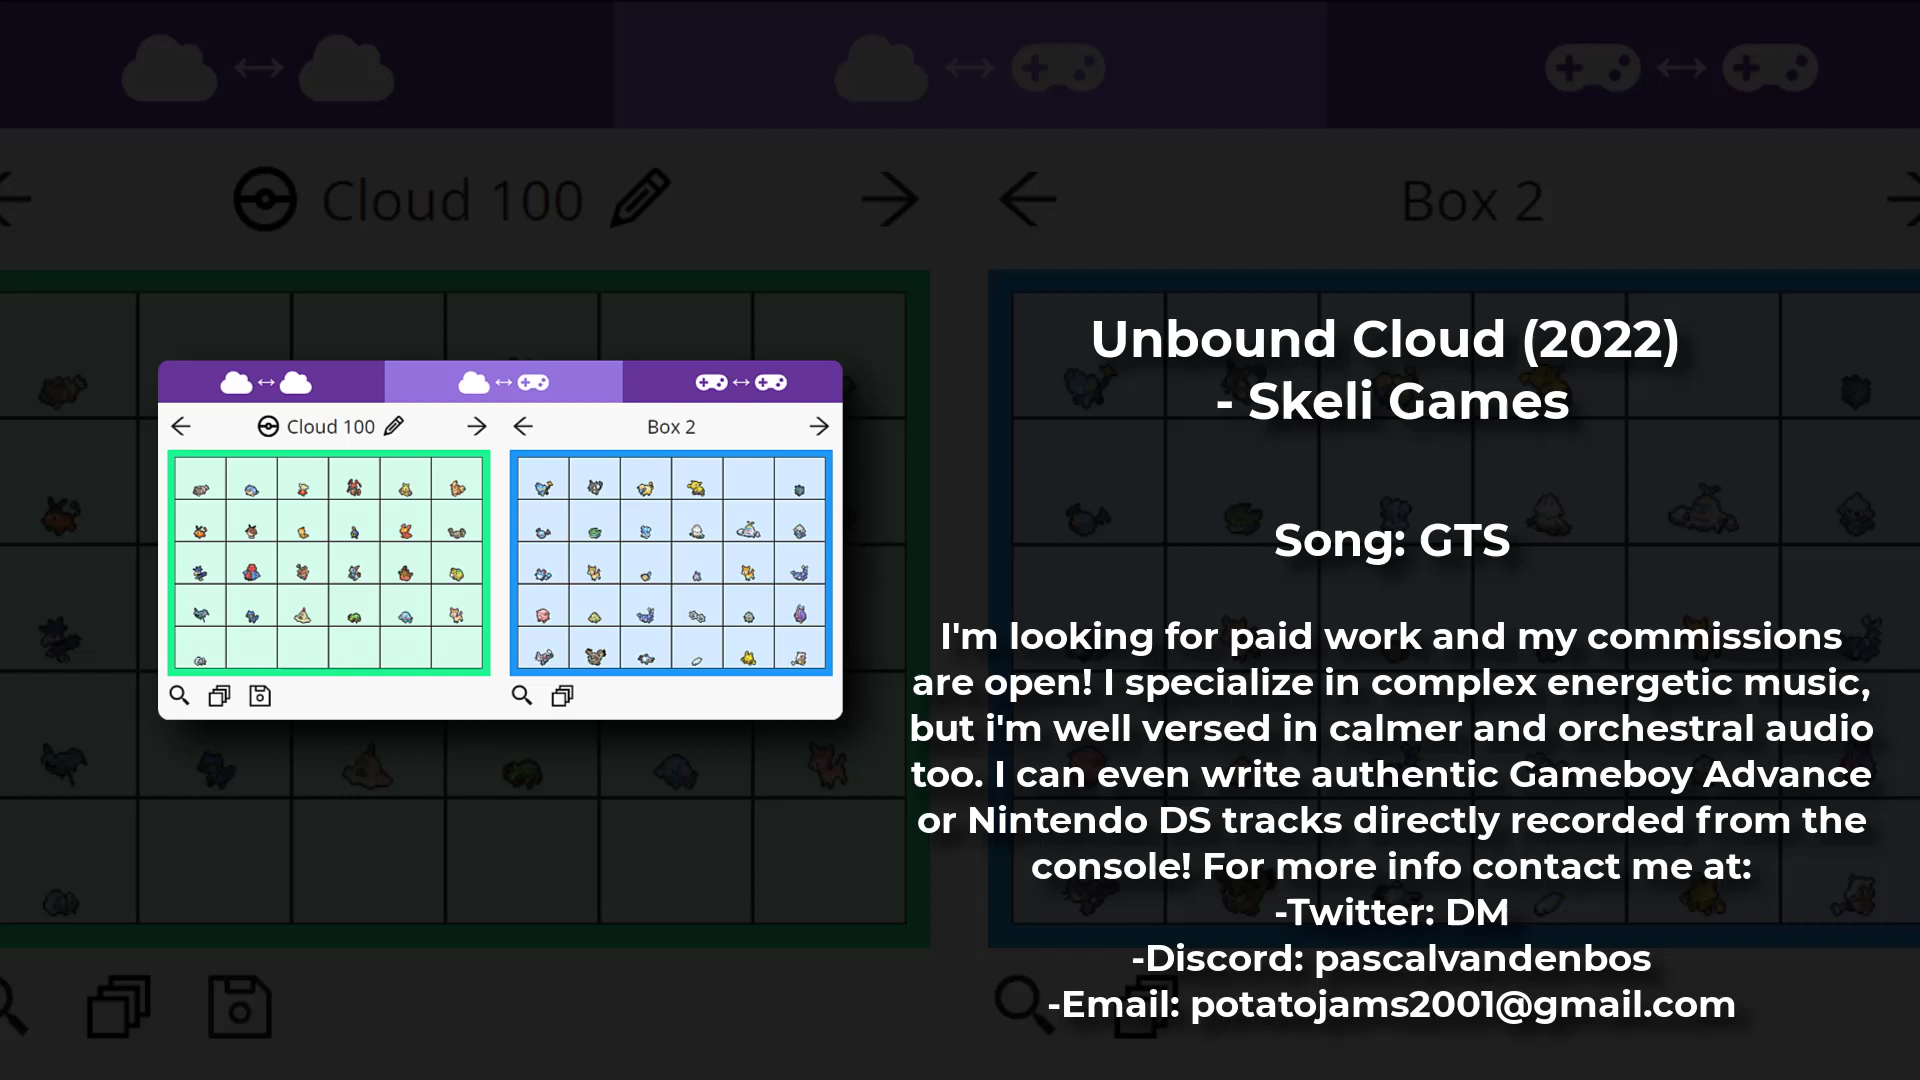 Cloud 100
Box 2
Cloud 100
Box 2
Unbound Cloud (2022)
- Skeli Games
Song: GTS
I'm looking for paid work and my commissions
are open! I specialize in complex energetic music,
but i'm well versed in calmer and orchestral audio
too. I can even write authentic Gameboy Advance
or Nintendo DS tracks directly recorded from the
console! For more info contact me at:
-Twitter: DM
-Discord: pascalvandenbos
-Email: potatojams2001@gmail.com